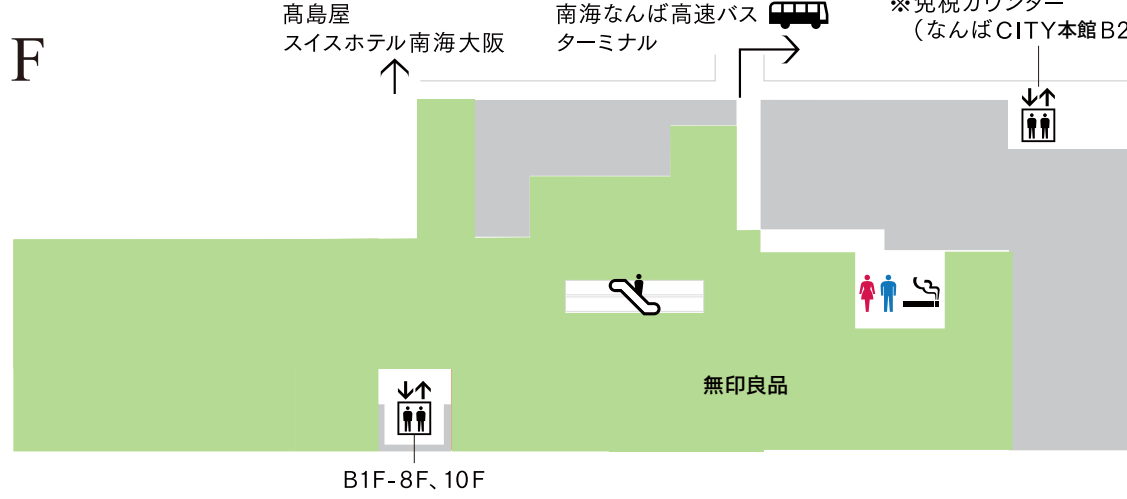 F
髙島屋
スイスホテル南海大阪
南海なんば高速バス
ターミナル
※免税カウンター
(なんばCITY本館B2
無印良品
B1F-8F、10F